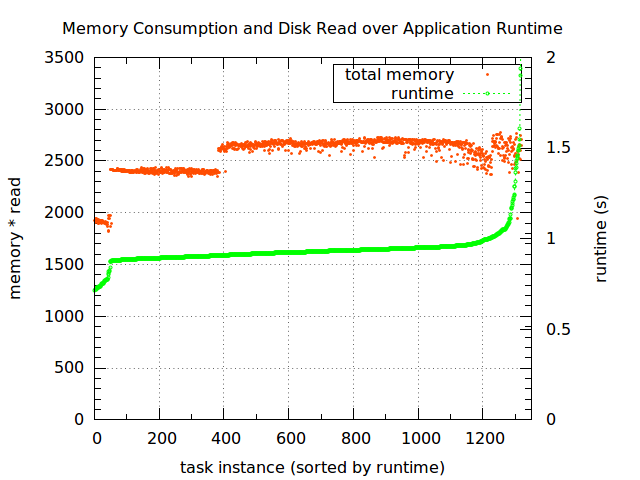 Memory Consumption and Disk Read over Application Runtime
3500
3000
2500
2000
1500
1000
500
0
2
1.5
1
0.5
0
total memory
runtime
memory * read
runtime (s)
0 200 400 600 800 1000 1200
task instance (sorted by runtime)